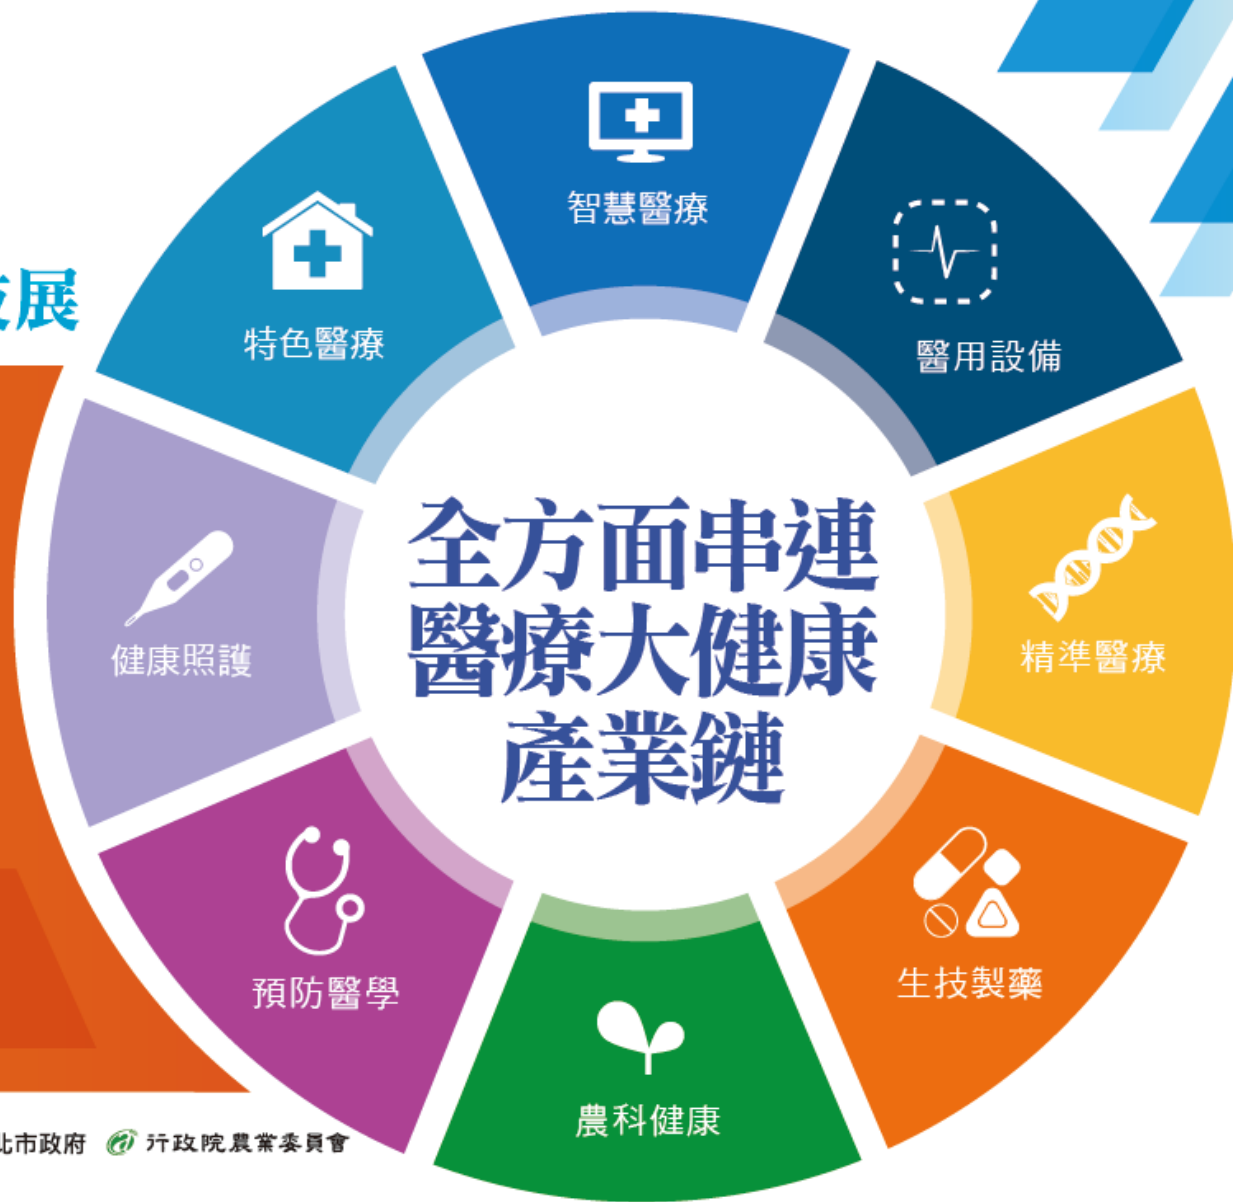 智慧醫療
特色醫療
醫用設備
展
全方面串連
醫療大健康
產業鏈
健康照護
精準醫療
預防醫學
生技製藥
農科健康
北市政府
行政院農業委員會